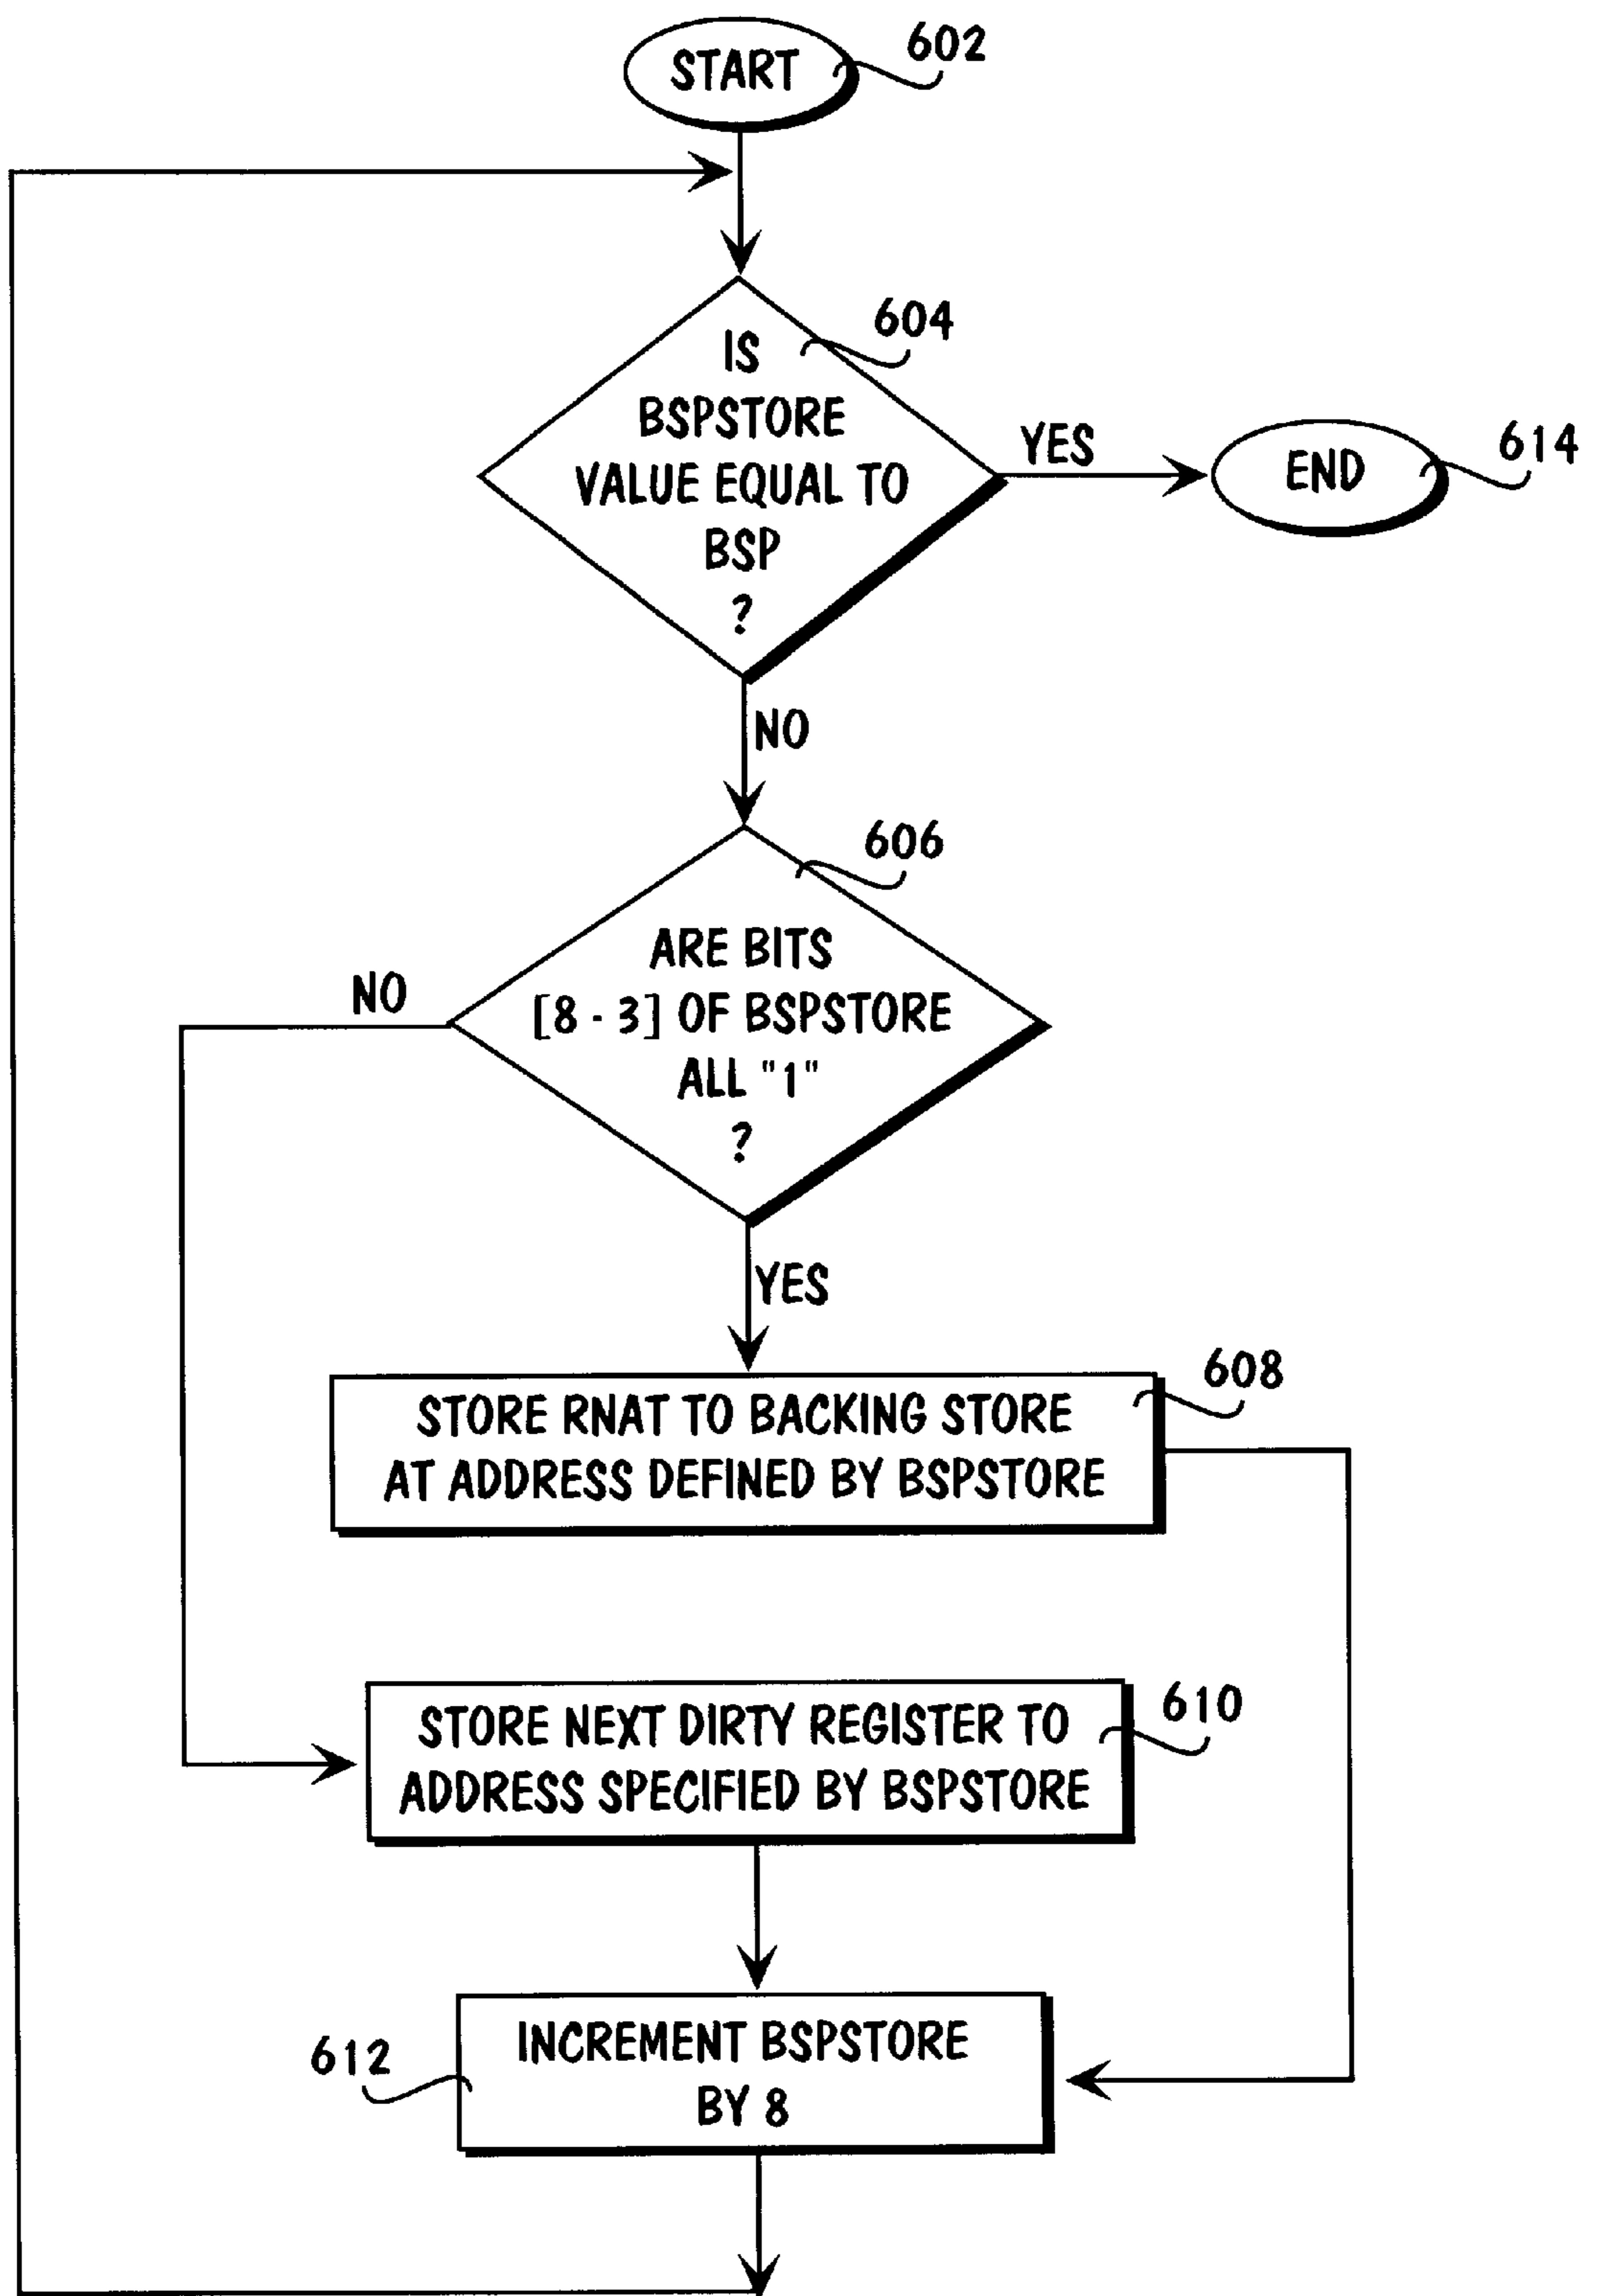 START
602
IS
BSPSTORE
VALUE EQUAL TO
BSP
?
604
YES
END
614
NO
606
ARE BITS
[8 - 3] OF BSPSTORE
ALL "1"
?
NO
YES
608
STORE RNAT TO BACKING STORE
AT ADDRESS DEFINED BY BSPSTORE
610
STORE NEXT DIRTY REGISTER TO
ADDRESS SPECIFIED BY BSPSTORE
612
INCREMENT BSPSTORE
BY 8